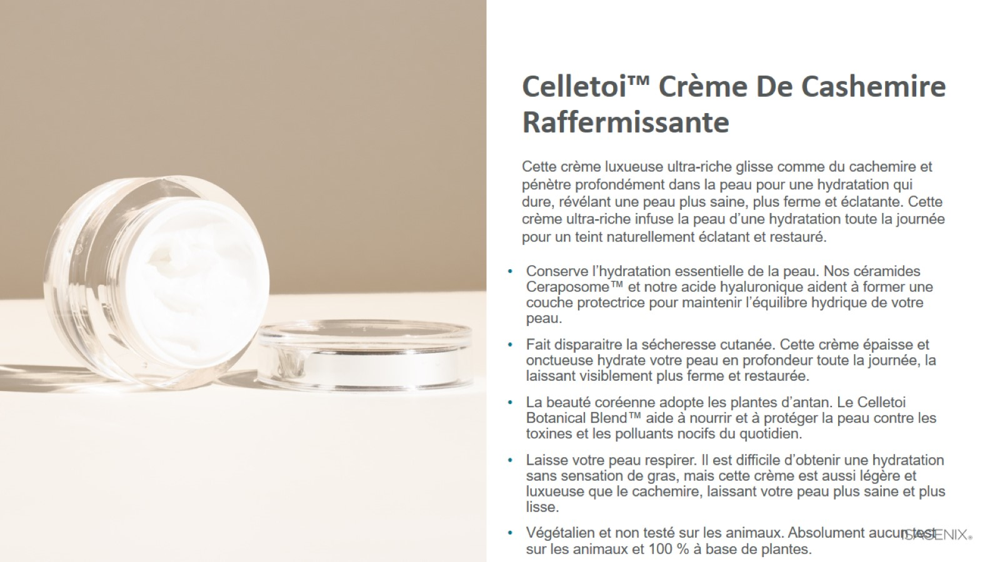 Celletoi™ Crème De Cashemire
Raffermissante
Cette crème luxueuse ultra-riche glisse comme du cachemire et
pénètre profondément dans la peau pour une hydratation qui
dure, révélant une peau plus saine, plus ferme et éclatante. Cette
crème ultra-riche infuse la peau d’une hydratation toute la journée
pour un teint naturellement éclatant et restauré.
• Conserve l’hydratation essentielle de la peau. Nos céramides
Ceraposome™ et notre acide hyaluronique aident à former une
couche protectrice pour maintenir l’équilibre hydrique de votre
peau.
• Fait disparaitre la sécheresse cutanée. Cette crème épaisse et
onctueuse hydrate votre peau en profondeur toute la journée, la
laissant visiblement plus ferme et restaurée.
• La beauté coréenne adopte les plantes d’antan. Le Celletoi
Botanical Blend™ aide à nourrir et à protéger la peau contre les
toxines et les polluants nocifs du quotidien.
• Laisse votre peau respirer. Il est difficile d’obtenir une hydratation
sans sensation de gras, mais cette crème est aussi légère et
luxueuse que le cachemire, laissant votre peau plus saine et plus
lisse.
• Végétalien et non testé sur les animaux. Absolument aucun test
sur les animaux et 100 % à base de plantes.
ISAGENIX®